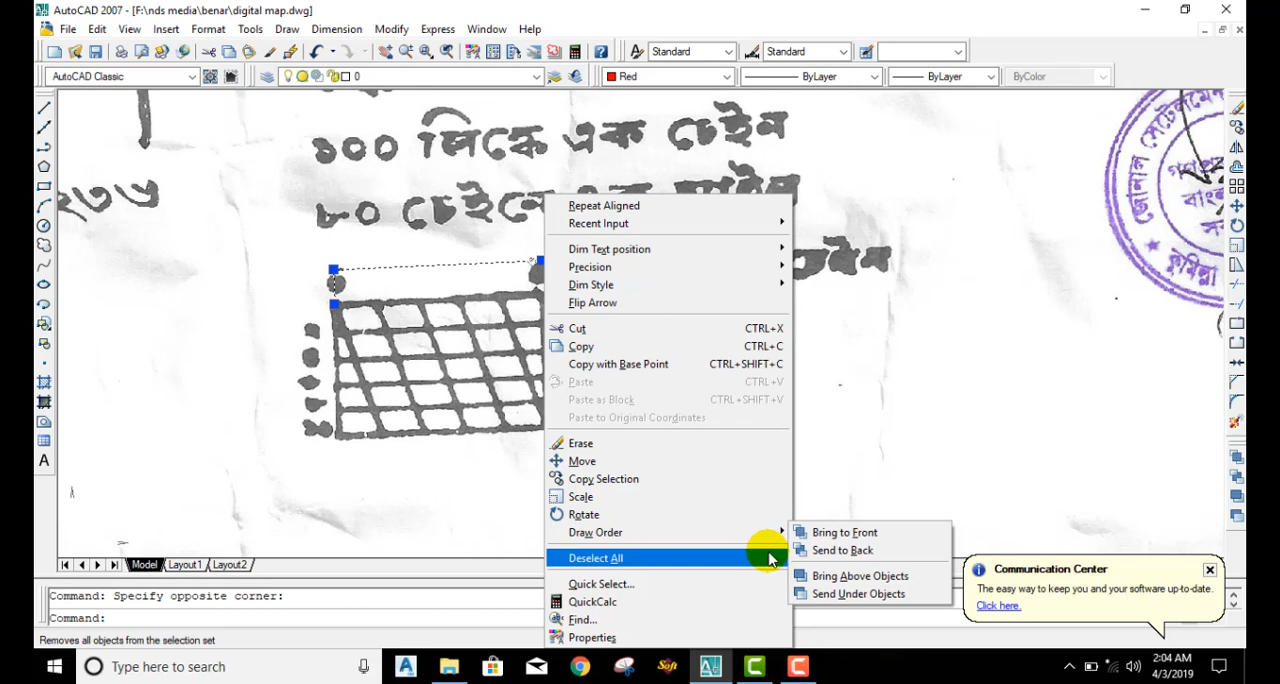 AutoCAD 2007 - [F:\nds media\benar\digital map.dwg]
File Edit View Insert Format Tools Draw Dimension Modify Express Window Help
Standard Standard
AutoCAD Classic 0 Red ByLayer ByLayer ByColor
১০০ লিঙ্কে এক চেইন
৮০ চেইনে এক
Repeat Aligned
Recent Input
Dim Text position
Precision
Dim Style
Flip Arrow
Cut CTRL+X
Copy CTRL+C
Copy with Base Point CTRL+SHIFT+C
Paste CTRL+V
Paste as Block CTRL+SHIFT+V
Paste to Original Coordinates
Erase
Move
Copy Selection
Scale
Rotate
Draw Order
Bring to Front
Send to Back
Deselect All
Bring Above Objects
Send Under Objects
Quick Select...
QuickCalc
Find...
Properties
Model Layout1 Layout2
Communication Center
The easy way to keep you and your software up-to-date.
Click here.
Command: Specify opposite corner:
Command:
Removes all objects from the selection set
Type here to search
Soft
2:04 AM
4/3/2019